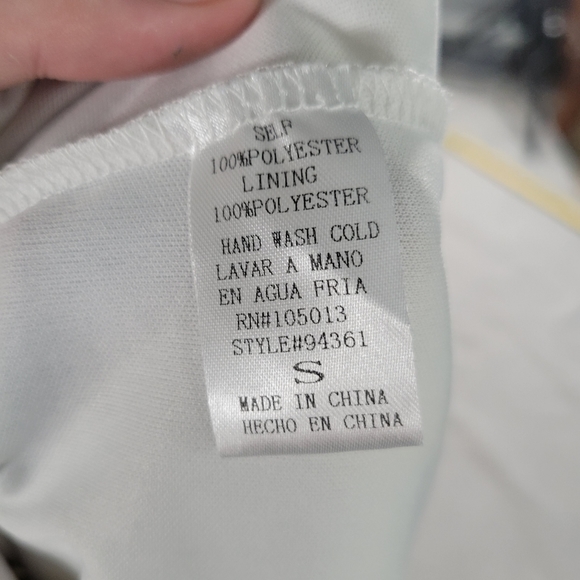 SELF
100%POLYESTER
LINING
100%POLYESTER
HAND WASH COLD
LAVAR A MANO
EN AGUA FRIA
RN#105013
STYLE#94361
S
MADE IN CHINA
HECHO EN CHINA